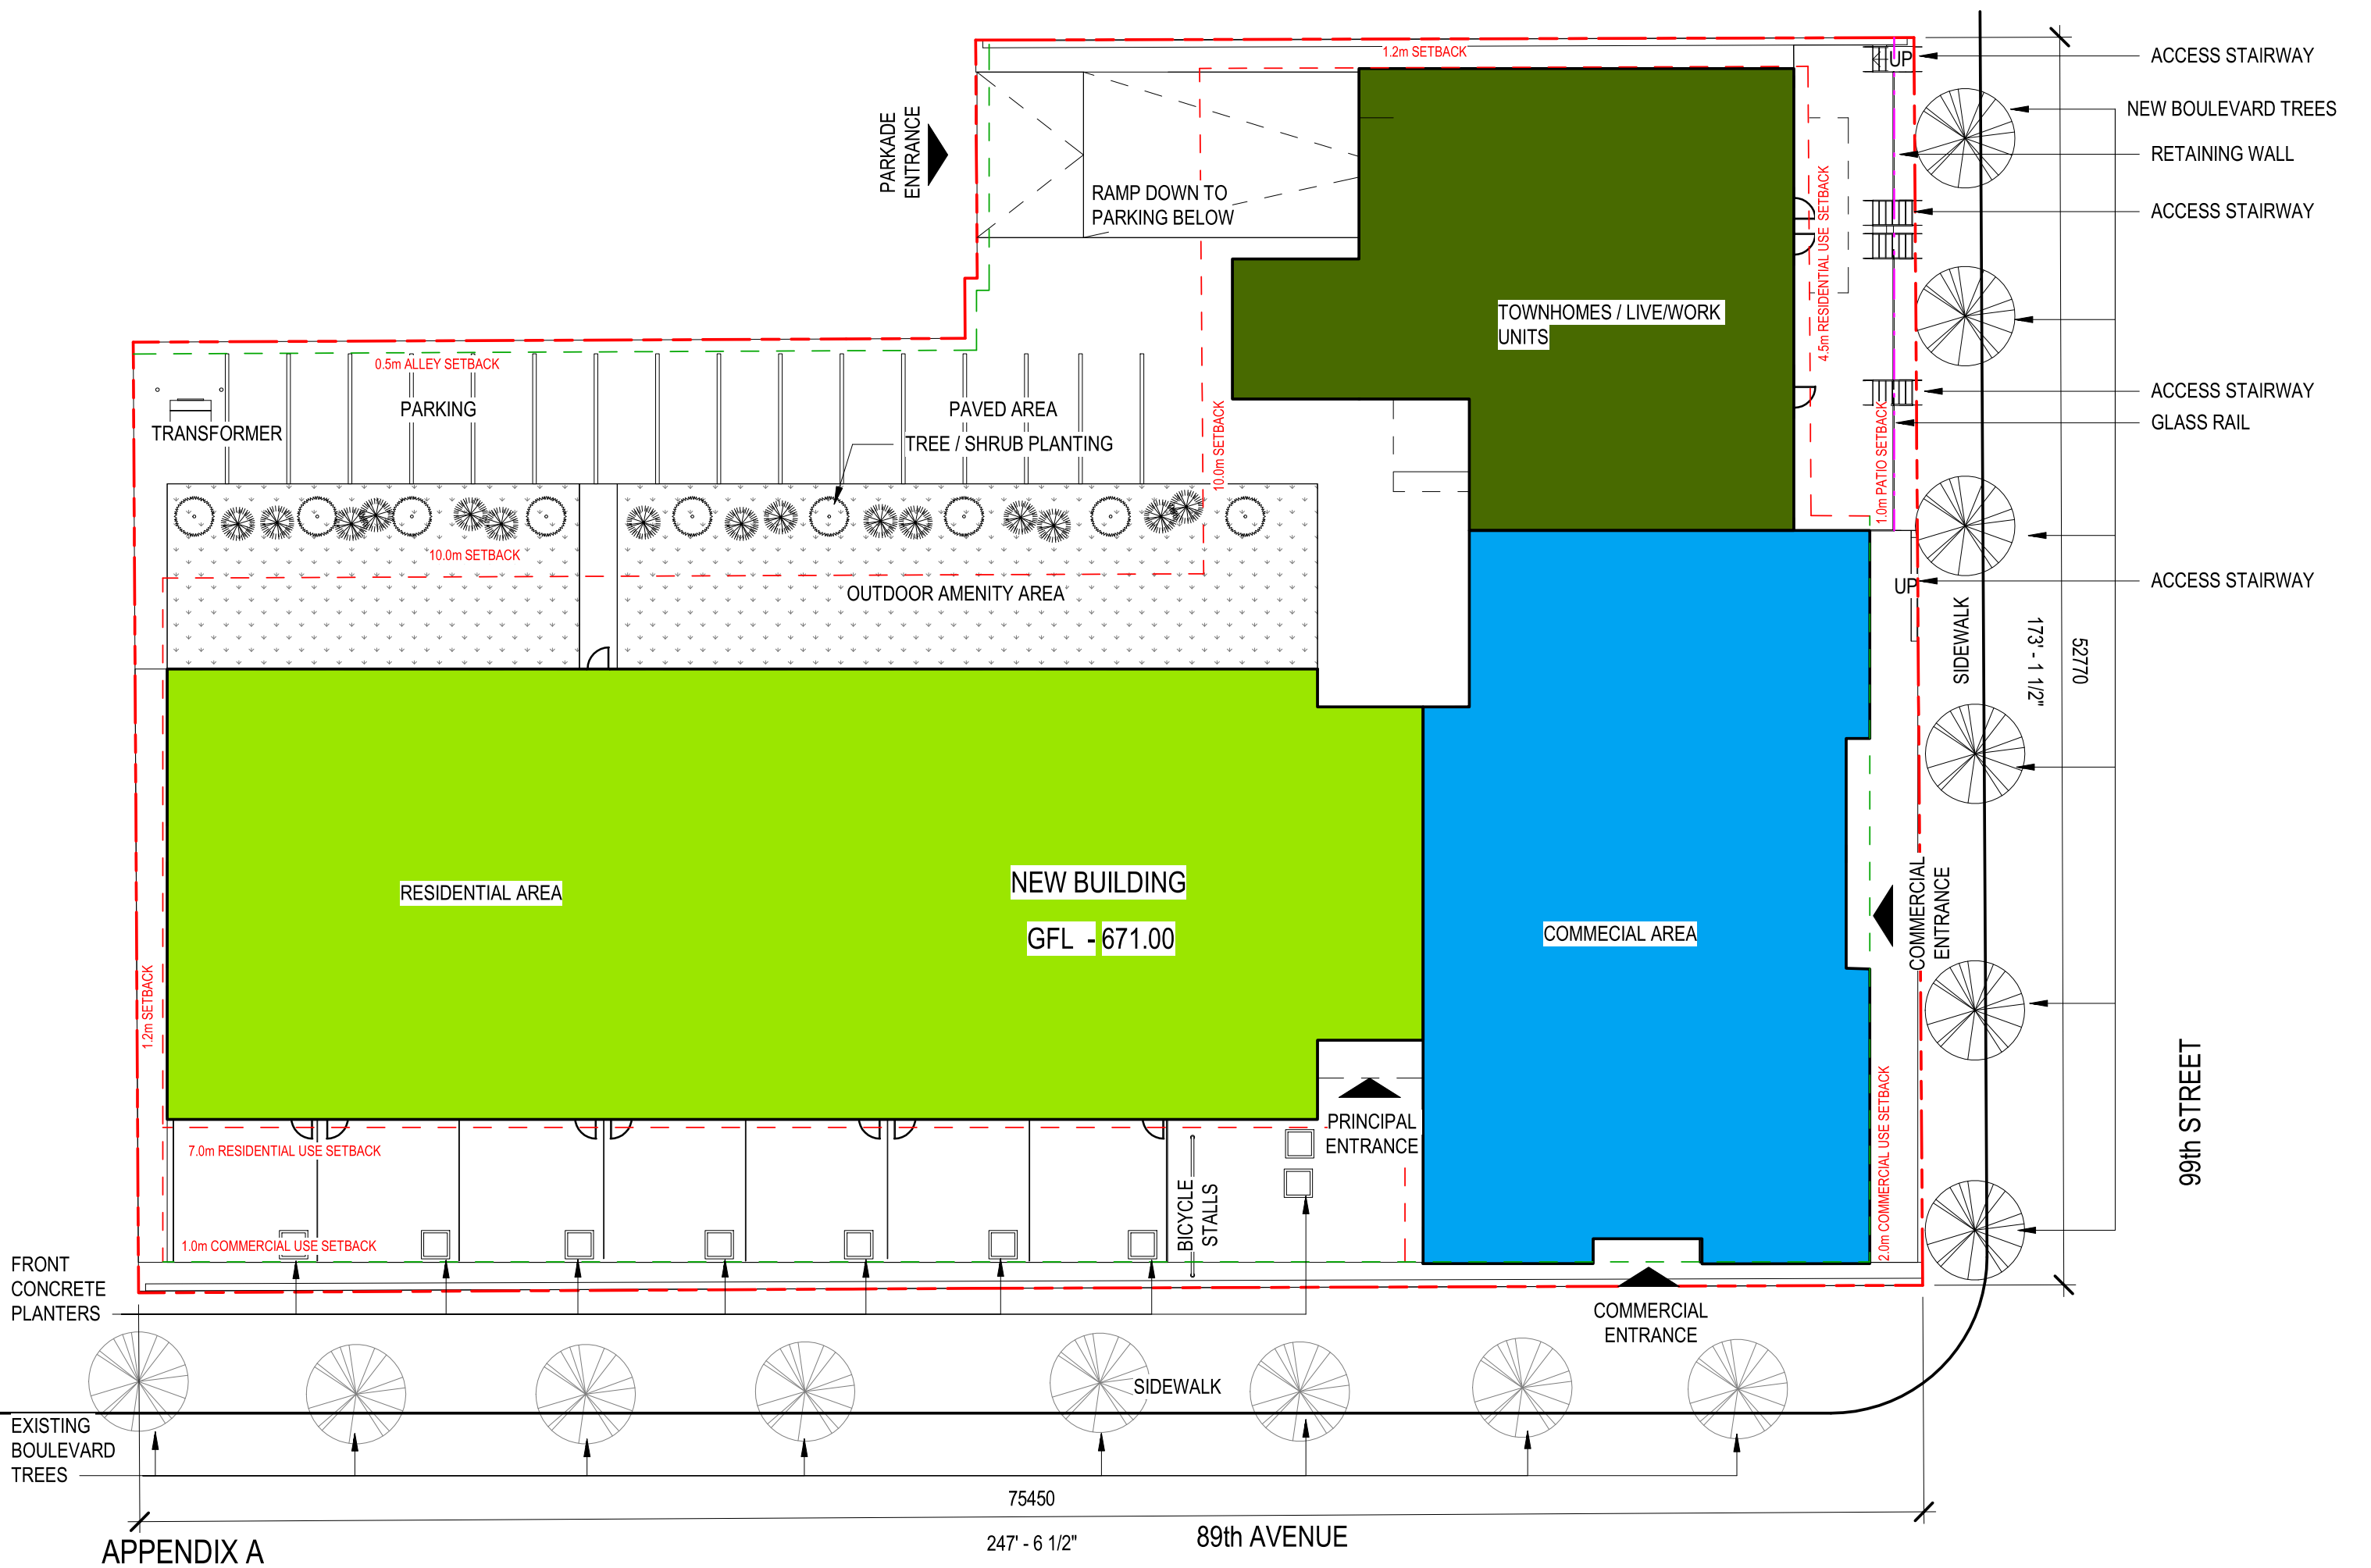 1.2m SETBACK
UP
ACCESS STAIRWAY
NEW BOULEVARD TREES
RETAINING WALL
ACCESS STAIRWAY
PARKADE
ENTRANCE
RAMP DOWN TO
PARKING BELOW
4.5m RESIDENTIAL USE SETBACK
TOWNHOMES / LIVE/WORK
UNITS
0.5m ALLEY SETBACK
ACCESS STAIRWAY
GLASS RAIL
TRANSFORMER
PARKING
PAVED AREA
TREE / SHRUB PLANTING
10.0m SETBACK
1.0m PATIO SETBACK
10.0m SETBACK
OUTDOOR AMENITY AREA
UP
ACCESS STAIRWAY
SIDEWALK
173' - 1 1/2"
52770
RESIDENTIAL AREA
NEW BUILDING
GFL - 671.00
COMMECIAL AREA
COMMERCIAL
ENTRANCE
1.2m SETBACK
99th STREET
2.0m COMMERCIAL USE SETBACK
PRINCIPAL
ENTRANCE
7.0m RESIDENTIAL USE SETBACK
BICYCLE
STALLS
1.0m COMMERCIAL USE SETBACK
FRONT
CONCRETE
PLANTERS
COMMERCIAL
ENTRANCE
SIDEWALK
EXISTING
BOULEVARD
TREES
75450
247' - 6 1/2"
89th AVENUE
APPENDIX A